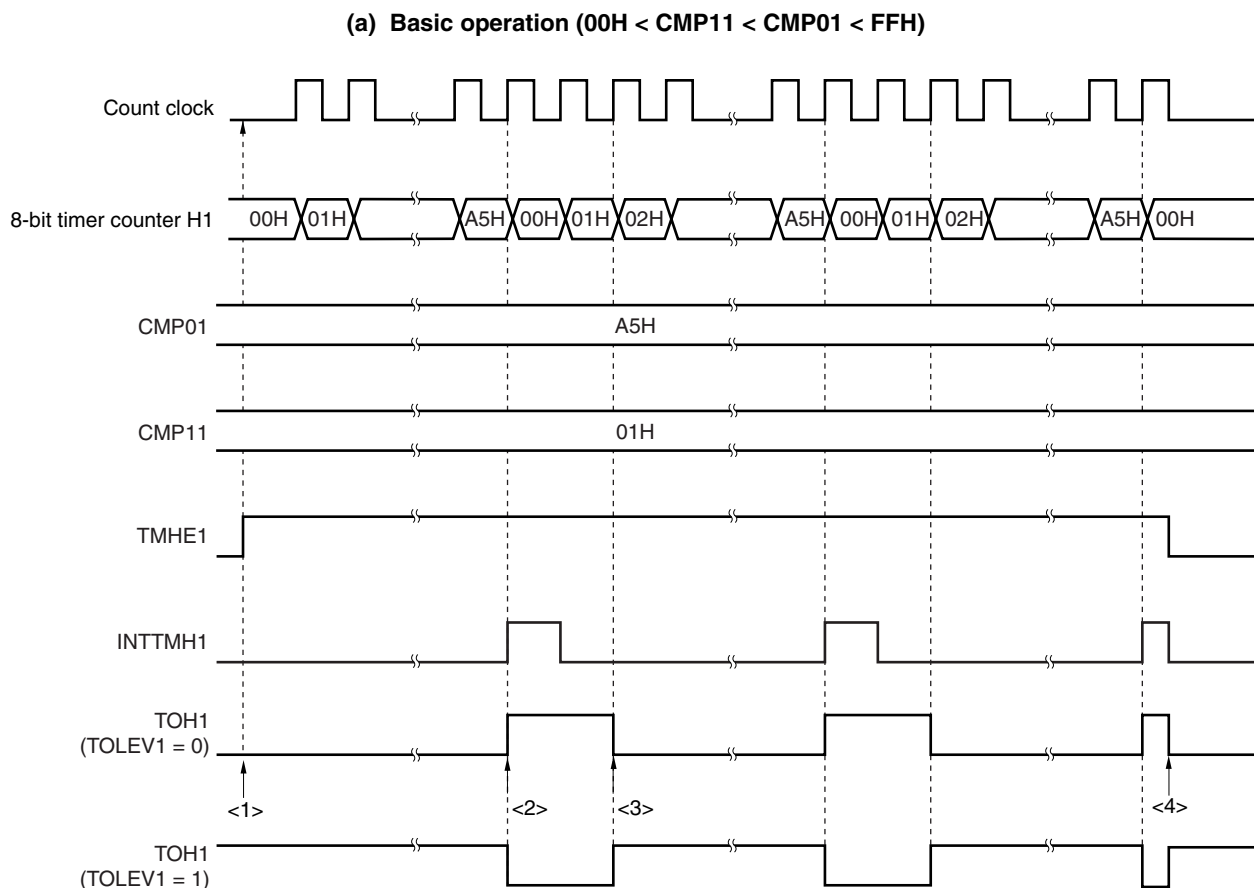 (a) Basic operation (00H < CMP11 < CMP01 < FFH)
Count clock
8-bit timer counter H1
00H 01H A5H 00H 01H 02H A5H 00H 01H 02H A5H 00H
CMP01
A5H
CMP11
01H
TMHE1
INTTMH1
TOH1
(TOLEV1 = 0)
<1> <2> <3> <4>
TOH1
(TOLEV1 = 1)